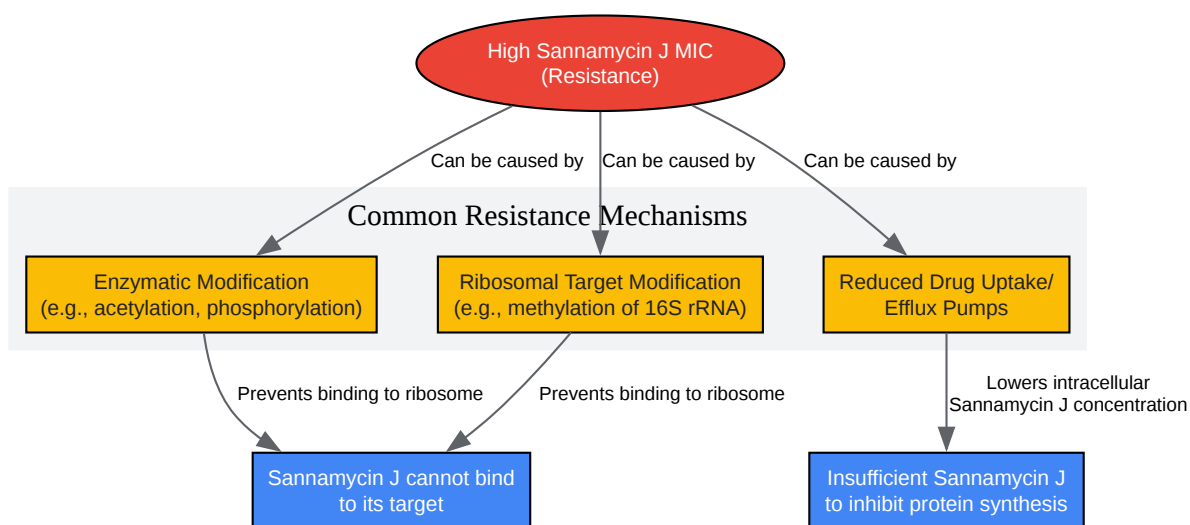 High Sannamycin J MIC
(Resistance)
Can be caused by
Can be caused by
Can be caused by
Common Resistance Mechanisms
Enzymatic Modification
(e.g., acetylation, phosphorylation)
Ribosomal Target Modification
(e.g., methylation of 16S rRNA)
Reduced Drug Uptake/
Efflux Pumps
Prevents binding to ribosome
Prevents binding to ribosome
Lowers intracellular
Sannamycin J concentration
Sannamycin J cannot bind
to its target
Insufficient Sannamycin J
to inhibit protein synthesis